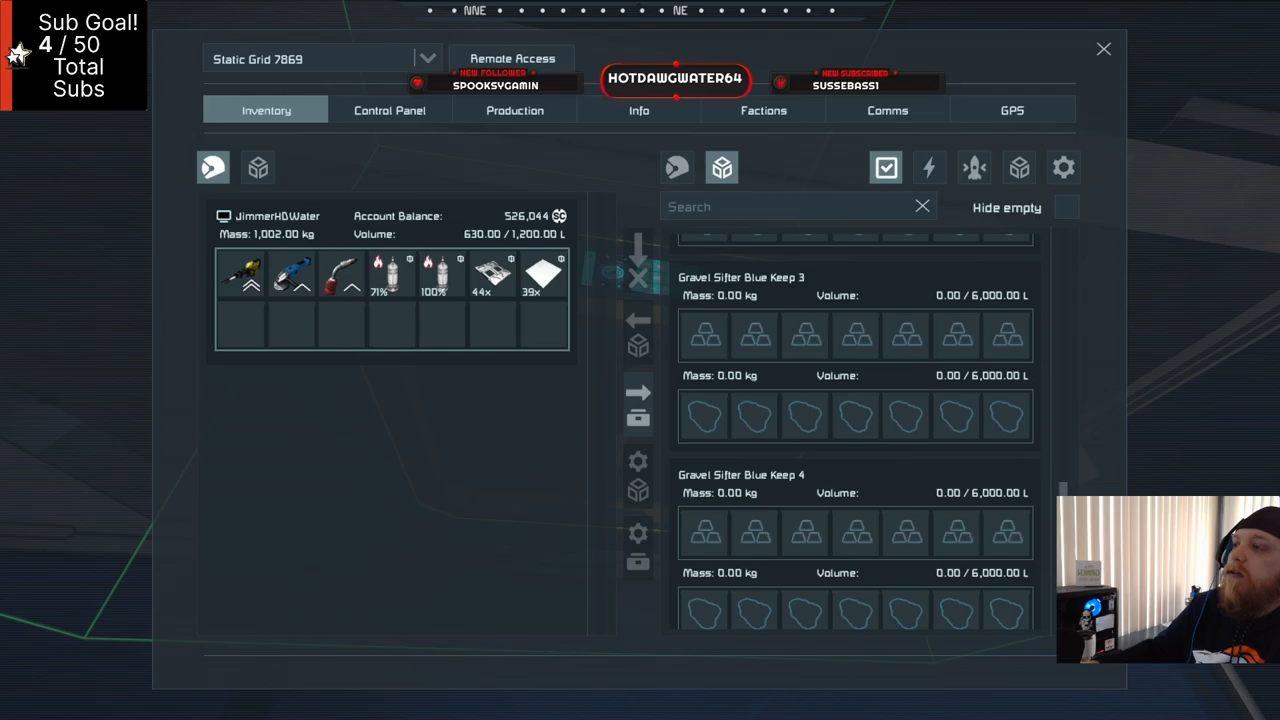 Sub Goal!
4 / 50
Total
Subs
NNE
NE
Static Grid 7869
Remote Access
NEW FOLLOWER
SPOOKSYGAMIN
HOTDAWGWATER64
NEW SUBSCRIBER
SUSSEBASS1
Inventory
Control Panel
Production
Info
Factions
Comms
GPS
Search
Hide empty
JimmerHDWater
Account Balance:
526,044 SC
Mass: 1,002.00 kg
Volume:
630.00 / 1,200.00 L
71%
100%
44x
39x
Gravel Sifter Blue Keep 3
Mass: 0.00 kg
Volume:
0.00 / 6,000.00 L
Mass: 0.00 kg
Volume:
0.00 / 6,000.00 L
Gravel Sifter Blue Keep 4
Mass: 0.00 kg
Volume:
0.00 / 6,000.00 L
Mass: 0.00 kg
Volume:
0.00 / 6,000.00 L